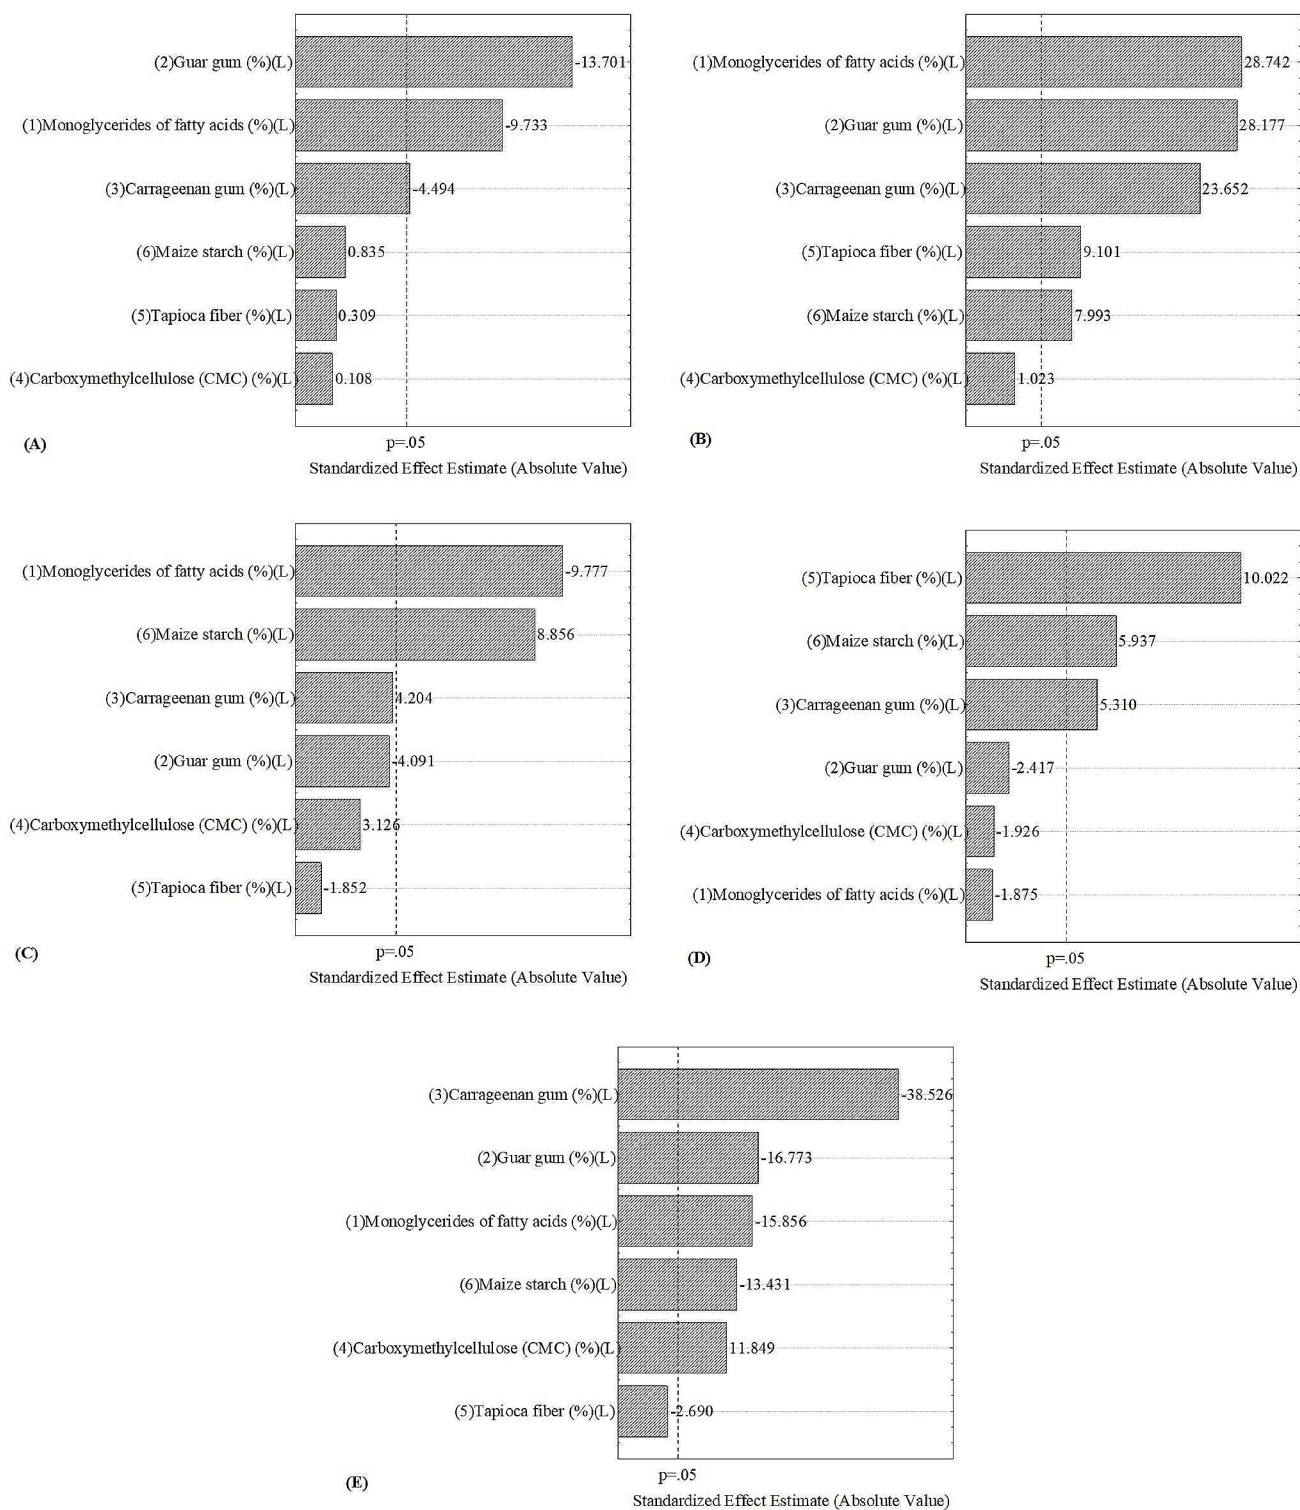 (2)Guar gum (%)(L)
-13.701
(1)Monoglycerides of fatty acids (%)(L)
-9.733
(3)Carrageenan gum (%)(L)
-4.494
(6)Maize starch (%)(L)
0.835
(5)Tapioca fiber (%)(L)
0.309
(4)Carboxymethylcellulose (CMC) (%)(L)
0.108
(A)
p=.05
Standardized Effect Estimate (Absolute Value)
(1)Monoglycerides of fatty acids (%)(L)
28.742
(2)Guar gum (%)(L)
28.177
(3)Carrageenan gum (%)(L)
23.652
(5)Tapioca fiber (%)(L)
9.101
(6)Maize starch (%)(L)
7.993
(4)Carboxymethylcellulose (CMC) (%)(L)
1.023
(B)
p=.05
Standardized Effect Estimate (Absolute Value)
(1)Monoglycerides of fatty acids (%)(L)
-9.777
(6)Maize starch (%)(L)
8.856
(3)Carrageenan gum (%)(L)
4.204
(2)Guar gum (%)(L)
-4.091
(4)Carboxymethylcellulose (CMC) (%)(L)
3.126
(5)Tapioca fiber (%)(L)
-1.852
(C)
p=.05
Standardized Effect Estimate (Absolute Value)
(5)Tapioca fiber (%)(L)
10.022
(6)Maize starch (%)(L)
5.937
(3)Carrageenan gum (%)(L)
5.310
(2)Guar gum (%)(L)
-2.417
(4)Carboxymethylcellulose (CMC) (%)(L)
-1.926
(1)Monoglycerides of fatty acids (%)(L)
-1.875
(D)
p=.05
Standardized Effect Estimate (Absolute Value)
(3)Carrageenan gum (%)(L)
-38.526
(2)Guar gum (%)(L)
-16.773
(1)Monoglycerides of fatty acids (%)(L)
-15.856
(6)Maize starch (%)(L)
-13.431
(4)Carboxymethylcellulose (CMC) (%)(L)
11.849
(5)Tapioca fiber (%)(L)
-2.690
(E)
p=.05
Standardized Effect Estimate (Absolute Value)